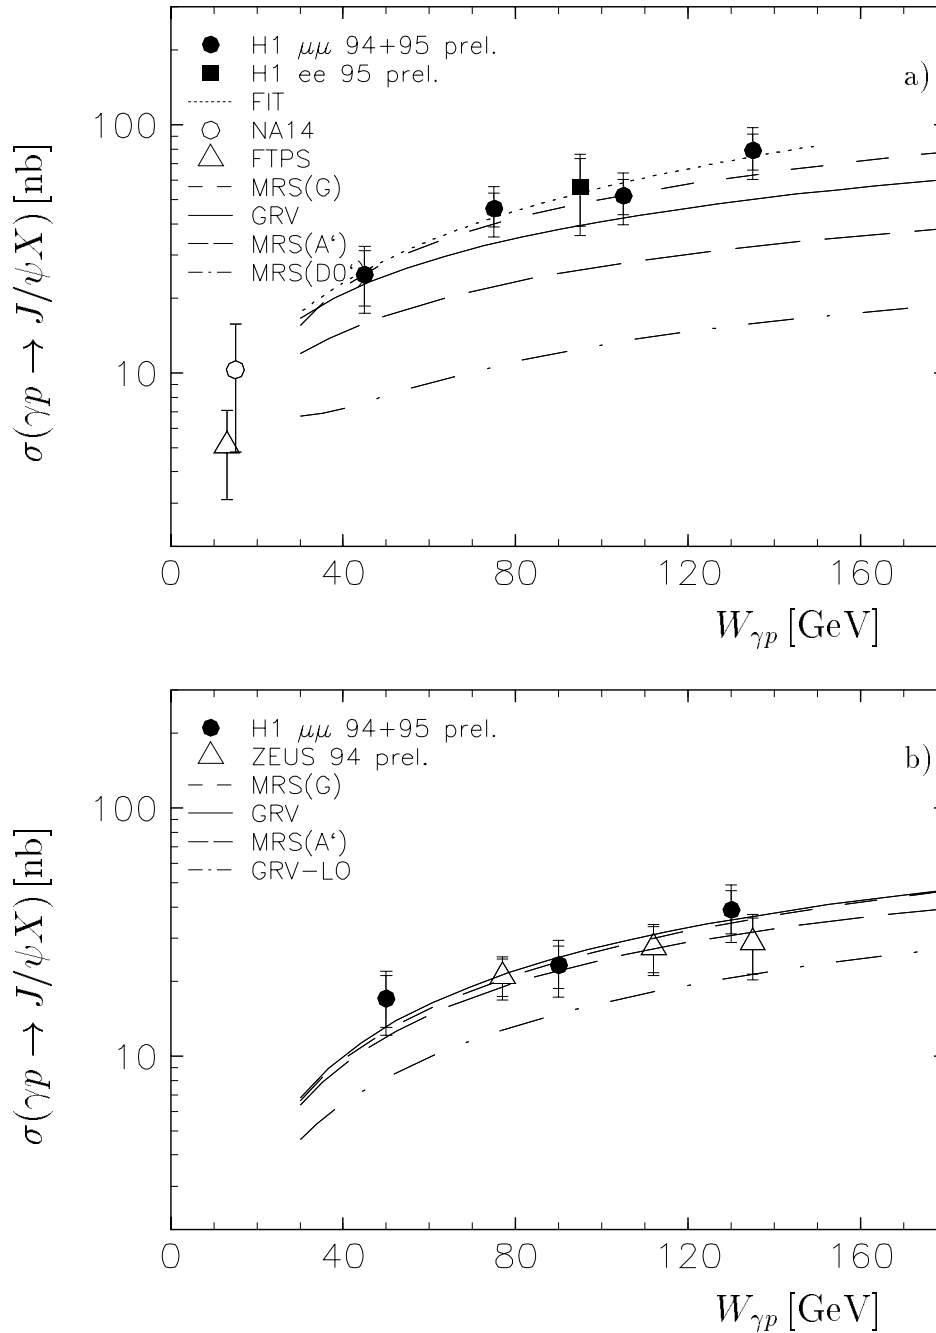 H1 μμ 94+95 prel.
H1 ee 95 prel.
FIT
NA14
FTPS
MRS(G)
GRV
MRS(A‘)
MRS(D0‘)
a)
100
10
σ(γp → J/ψX) [nb]
0 40 80 120 160
W_γp [GeV]
H1 μμ 94+95 prel.
ZEUS 94 prel.
MRS(G)
GRV
MRS(A‘)
GRV−LO
b)
100
10
σ(γp → J/ψX) [nb]
0 40 80 120 160
W_γp [GeV]